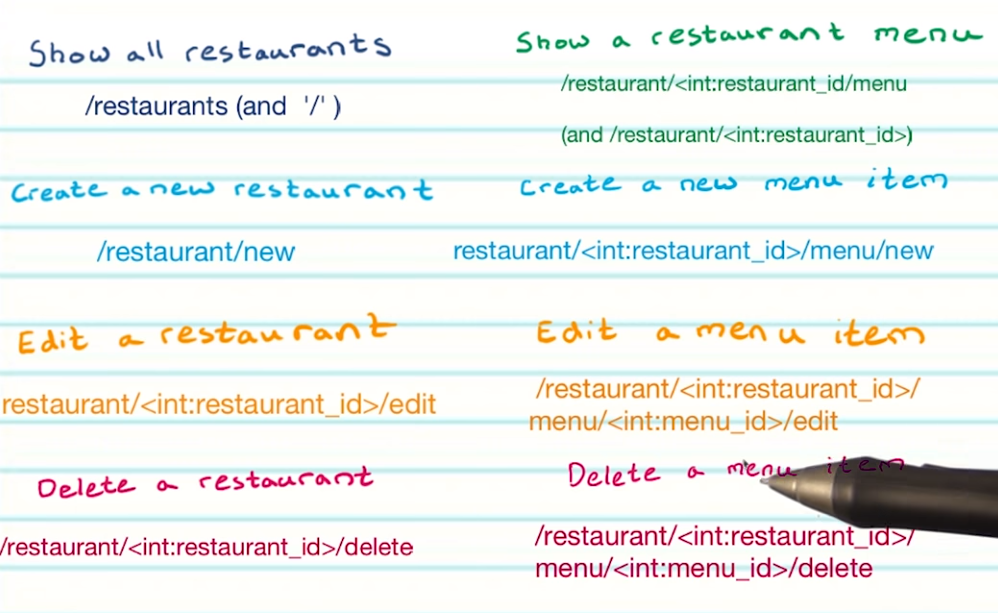 Show all restaurants
/restaurants (and '/' )
Show a restaurant menu
/restaurant/<int:restaurant_id/menu
(and /restaurant/<int:restaurant_id>)
Create a new restaurant
/restaurant/new
Create a new menu item
restaurant/<int:restaurant_id>/menu/new
Edit a restaurant
restaurant/<int:restaurant_id>/edit
Edit a menu item
/restaurant/<int:restaurant_id>/
menu/<int:menu_id>/edit
Delete a restaurant
/restaurant/<int:restaurant_id>/delete
Delete a menu item
/restaurant/<int:restaurant_id>/
menu/<int:menu_id>/delete